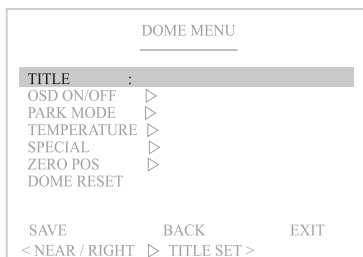 DOME MENU
TITLE :
OSD ON/OFF ▷
PARK MODE ▷
TEMPERATURE ▷
SPECIAL ▷
ZERO POS ▷
DOME RESET
SAVE BACK EXIT
< NEAR / RIGHT ▷ TITLE SET >